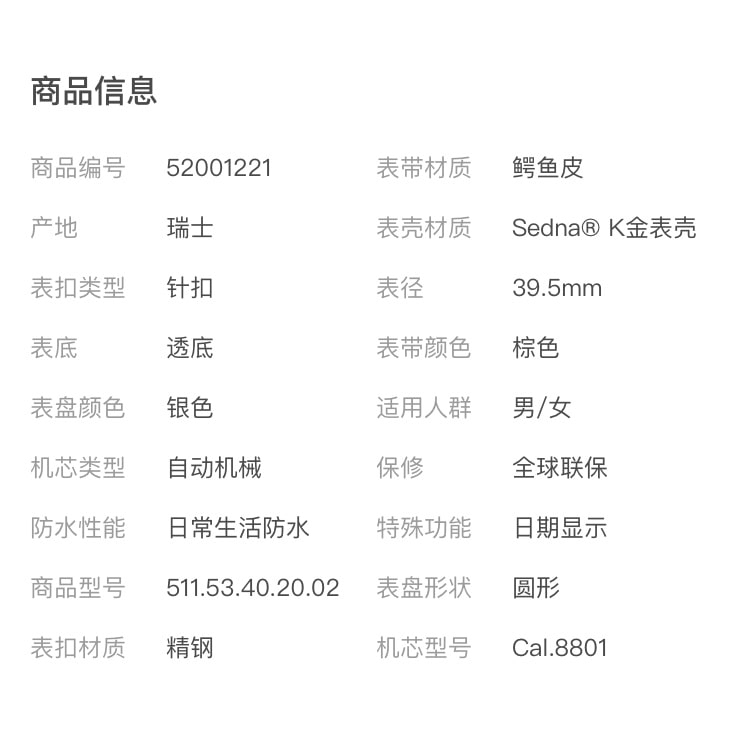 商品信息
商品编号 52001221 表带材质 鳄鱼皮
产地 瑞士 表壳材质 Sedna® K金表壳
表扣类型 针扣 表径 39.5mm
表底 透底 表带颜色 棕色
表盘颜色 银色 适用人群 男/女
机芯类型 自动机械 保修 全球联保
防水性能 日常生活防水 特殊功能 日期显示
商品型号 511.53.40.20.02 表盘形状 圆形
表扣材质 精钢 机芯型号 Cal.8801